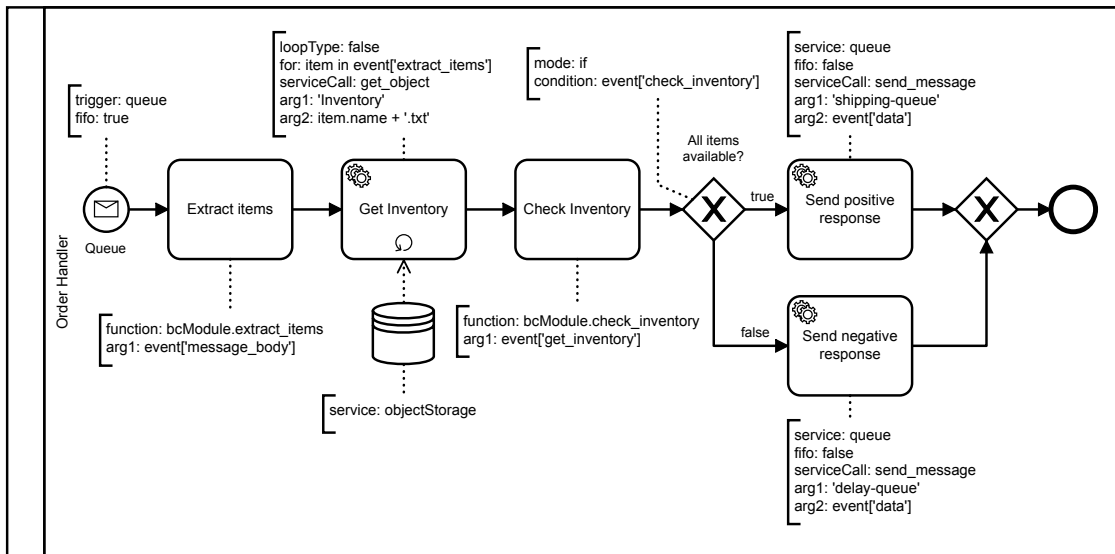 loopType: false
for: item in event['extract_items']
serviceCall: get_object
arg1: 'Inventory'
arg2: item.name + '.txt'
mode: if
condition: event['check_inventory']
service: queue
fifo: false
serviceCall: send_message
arg1: 'shipping-queue'
arg2: event['data']
trigger: queue
fifo: true
All items
available?
Order Handler
Queue
Extract items
Get Inventory
Check Inventory
X
true
Send positive
response
X
false
Send negative
response
function: bcModule.extract_items
arg1: event['message_body']
function: bcModule.check_inventory
arg1: event['get_inventory']
service: objectStorage
service: queue
fifo: false
serviceCall: send_message
arg1: 'delay-queue'
arg2: event['data']